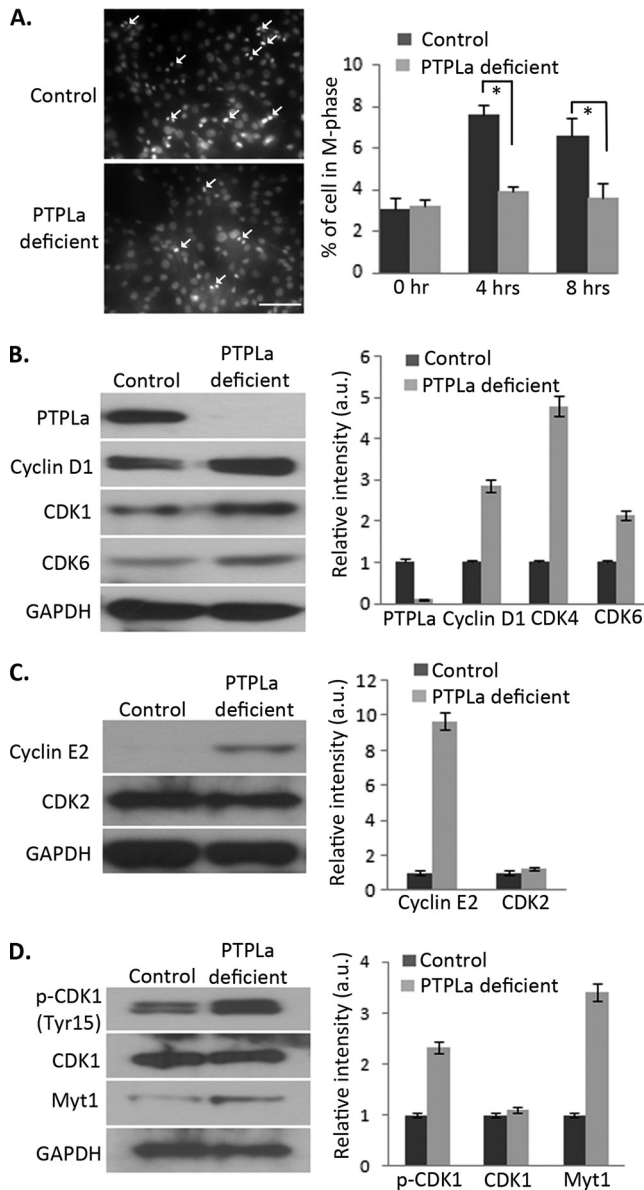 A.
Control
PTPLa
deficient
% of cell in M-phase
10
8
6
4
2
0
Control
PTPLa deficient
*
*
0 hr
4 hrs
8 hrs
B.
Control
PTPLa
deficient
PTPLa
Cyclin D1
CDK1
CDK6
GAPDH
Relative intensity (a.u.)
6
5
4
3
2
1
0
Control
PTPLa deficient
PTPLa
Cyclin D1
CDK4
CDK6
C.
Control
PTPLa
deficient
Cyclin E2
CDK2
GAPDH
Relative intensity (a.u.)
12
10
8
6
4
2
0
Control
PTPLa deficient
Cyclin E2
CDK2
D.
Control
PTPLa
deficient
p-CDK1
(Tyr15)
CDK1
Myt1
GAPDH
Relative intensity (a.u.)
4
3
2
1
0
Control
PTPLa deficient
p-CDK1
CDK1
Myt1